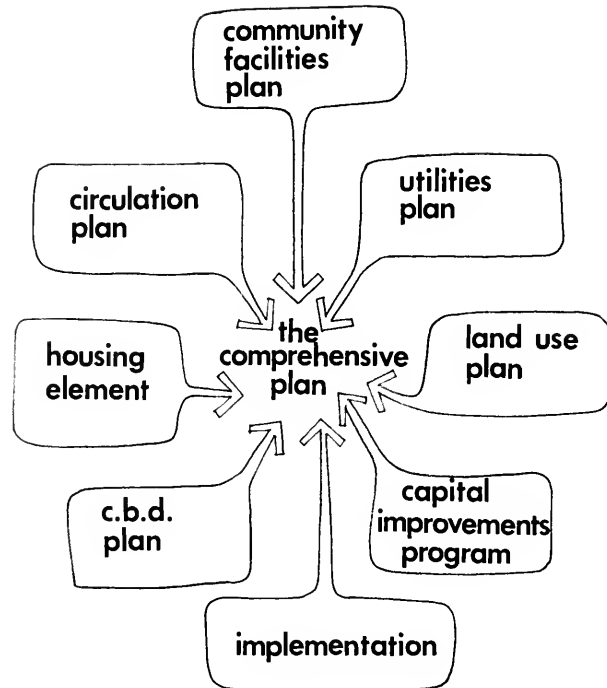 community
facilities
plan
circulation
plan
utilities
plan
the
comprehensive
plan
housing
element
land use
plan
c.b.d.
plan
capital
improvements
program
implementation